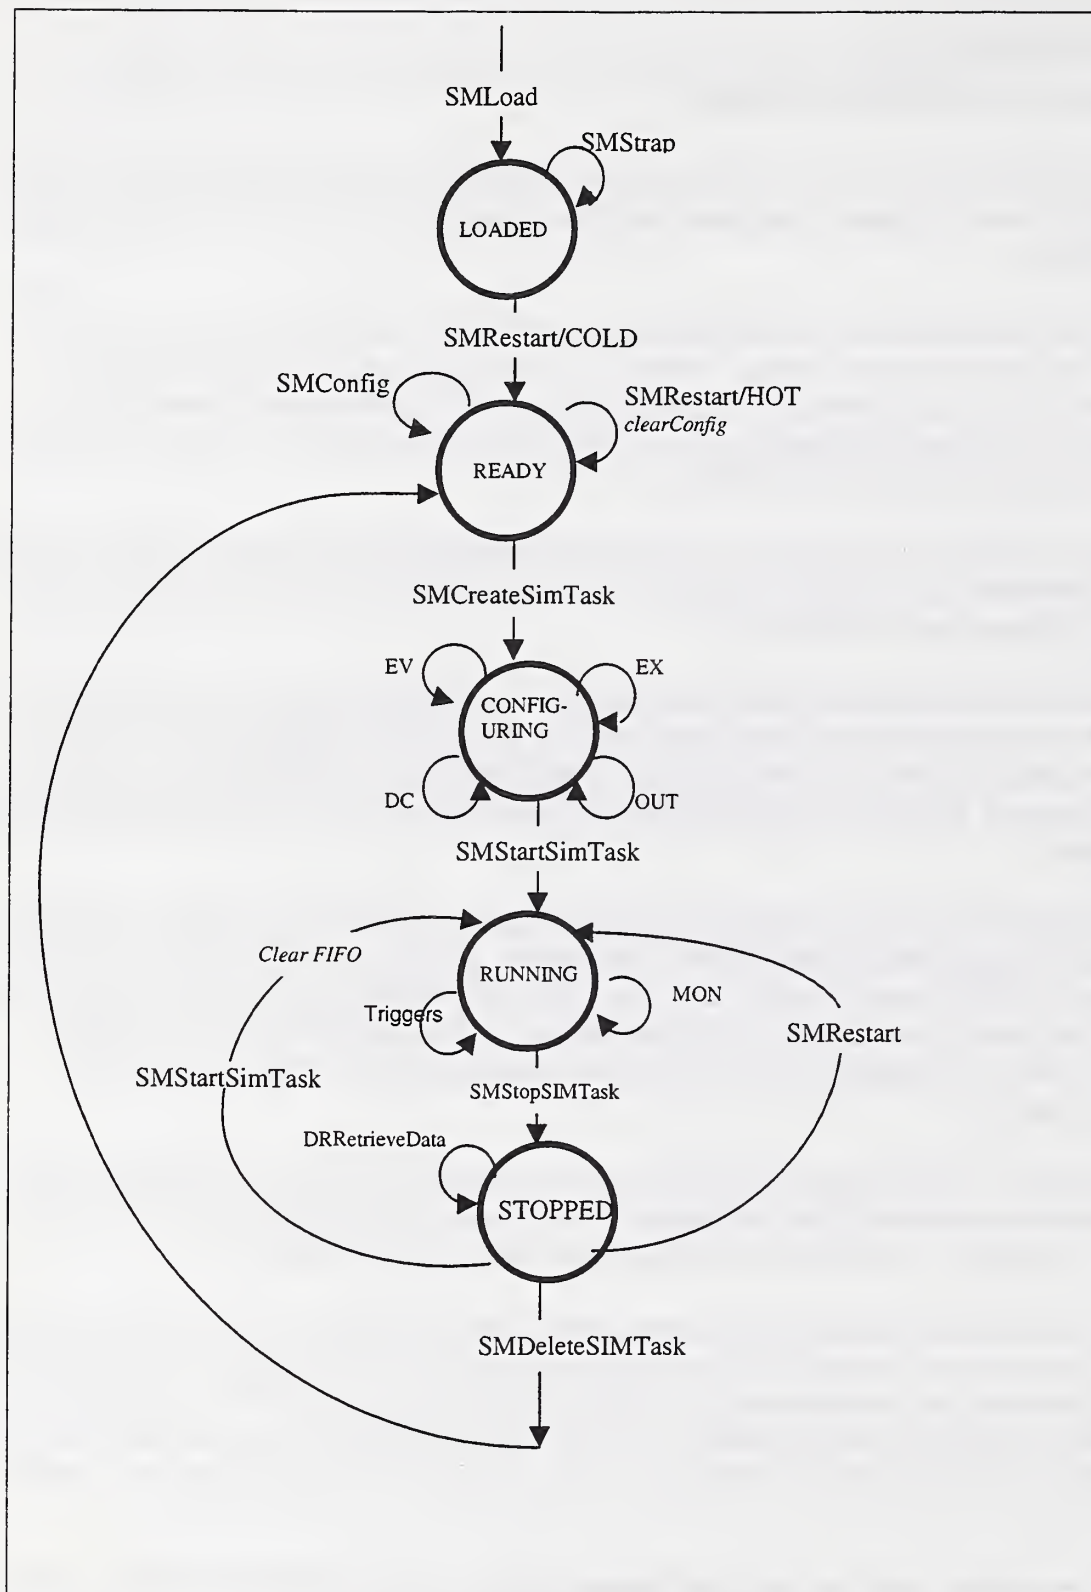 SMLoad
SMStrap
LOADED
SMRestart/COLD
SMConfig
SMRestart/HOT
clearConfig
READY
SMCreateSimTask
EV
EX
CONFIG-
URING
DC
OUT
SMStartSimTask
Clear FIFO
RUNNING
MON
Triggers
SMRestart
SMStartSimTask
SMStopSIMTask
DRRetrieveData
STOPPED
SMDeleteSIMTask